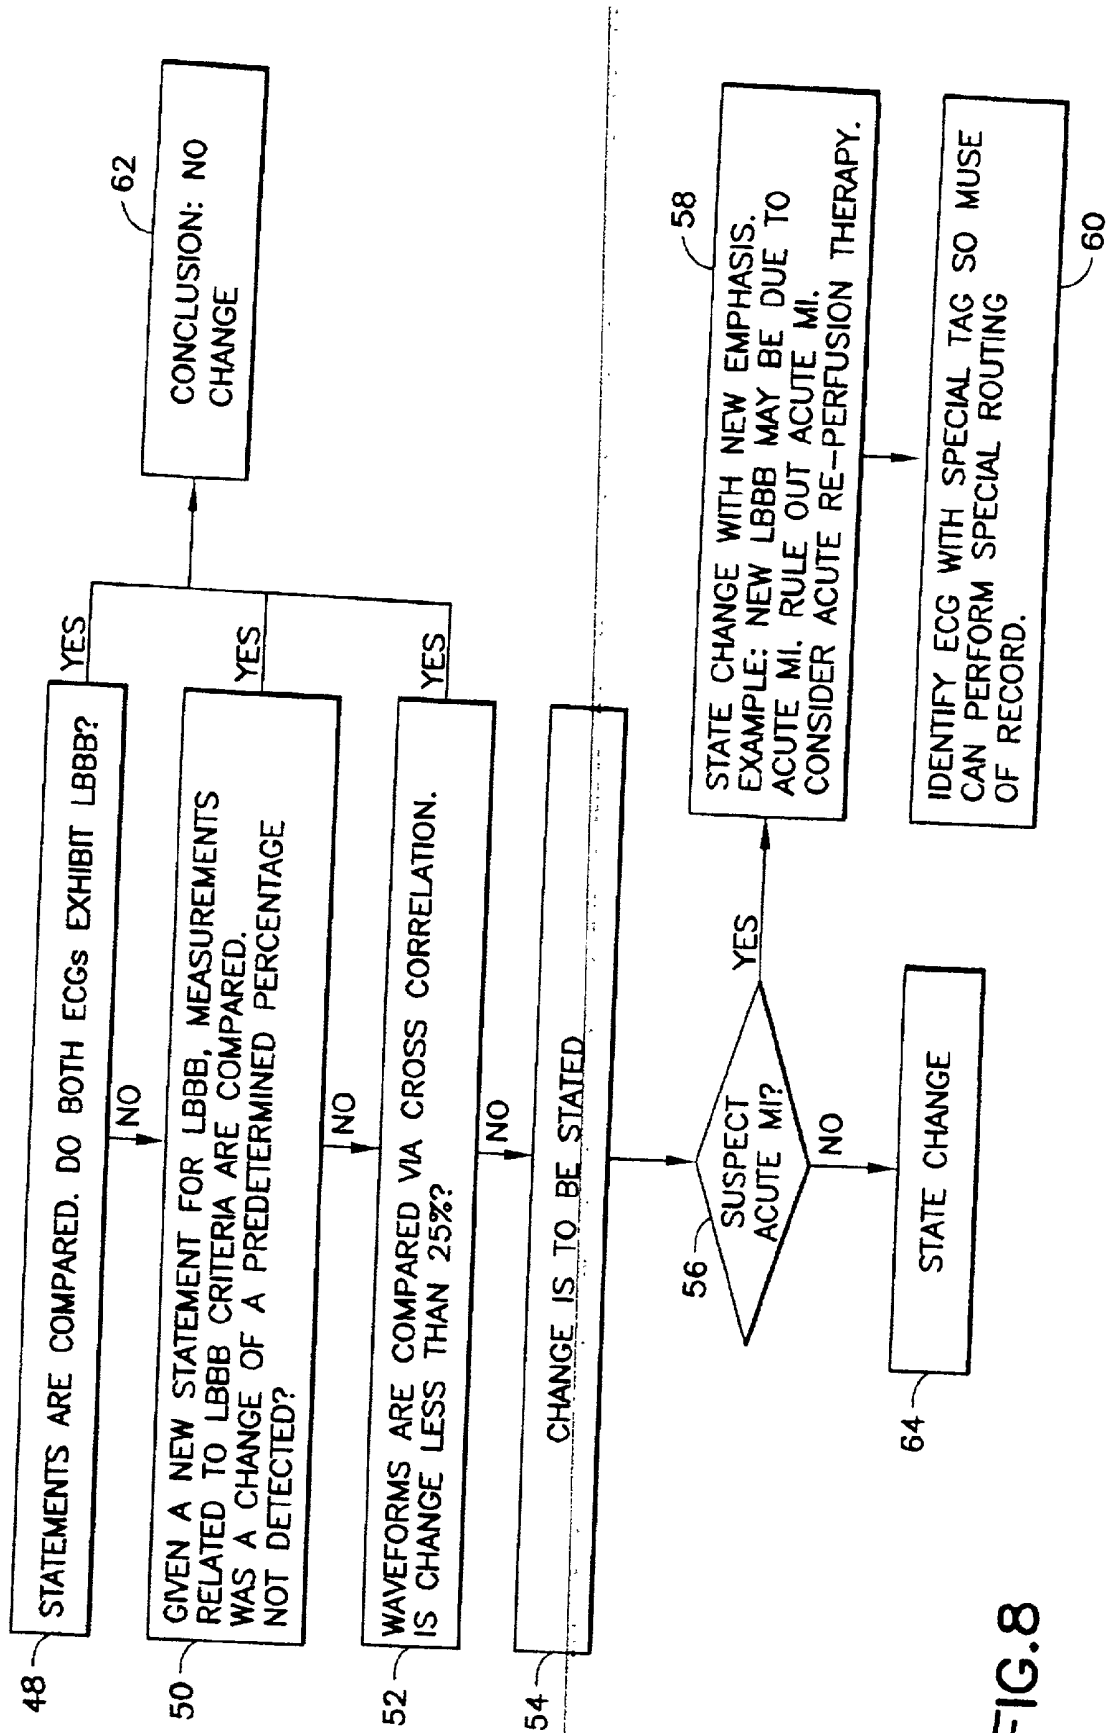 48
STATEMENTS ARE COMPARED. DO BOTH ECGs EXHIBIT LBBB?
YES
NO
50
GIVEN A NEW STATEMENT FOR LBBB, MEASUREMENTS
RELATED TO LBBB CRITERIA ARE COMPARED.
WAS A CHANGE OF A PREDETERMINED PERCENTAGE
NOT DETECTED?
YES
NO
52
WAVEFORMS ARE COMPARED VIA CROSS CORRELATION.
IS CHANGE LESS THAN 25%?
YES
NO
62
CONCLUSION: NO
CHANGE
54
CHANGE IS TO BE STATED
56
SUSPECT
ACUTE MI?
YES
NO
58
STATE CHANGE WITH NEW EMPHASIS.
EXAMPLE: NEW LBBB MAY BE DUE TO
ACUTE MI. RULE OUT ACUTE MI.
CONSIDER ACUTE RE-PERFUSION THERAPY.
60
IDENTIFY ECG WITH SPECIAL TAG SO MUSE
CAN PERFORM SPECIAL ROUTING
OF RECORD.
64
STATE CHANGE
FIG.8